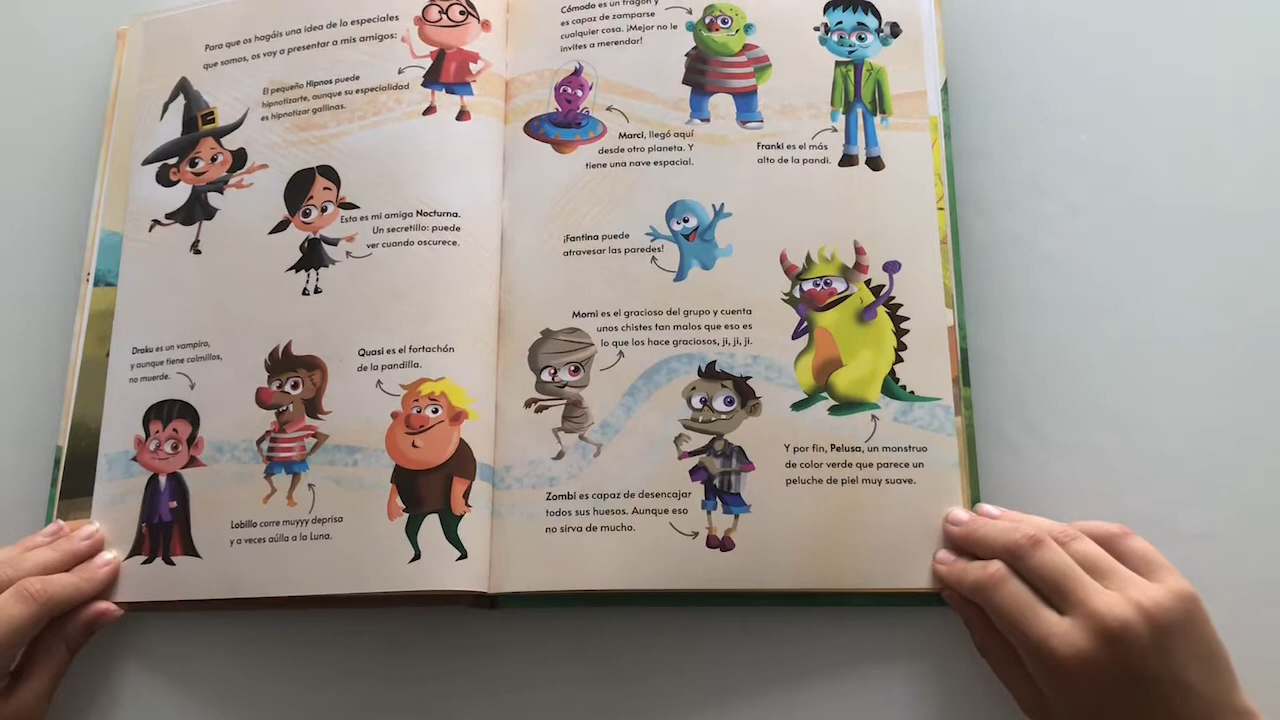 Para que os hagáis una idea de lo especiales
que somos, os voy a presentar a mis amigos:
El pequeño Hipnos puede
hipnotizarte, aunque su especialidad
es hipnotizar gallinas.
Esta es mi amiga Nocturna.
Un secretillo: puede
ver cuando oscurece.
Draku es un vampiro,
y aunque tiene colmillos,
no muerde.
Lobillo corre muyyy deprisa
y a veces aúlla a la Luna.
Quasi es el fortachón
de la pandilla.
Cómodo es un tragón y
es capaz de zamparse
cualquier cosa. ¡Mejor no le
invites a merendar!
Marci, llegó aquí
desde otro planeta. Y
tiene una nave espacial.
Franki es el más
alto de la pandi.
¡Fantina puede
atravesar las paredes!
Momi es el gracioso del grupo y cuenta
unos chistes tan malos que eso es
lo que los hace graciosos, ji, ji, ji.
Zombi es capaz de desencajar
todos sus huesos. Aunque eso
no sirva de mucho.
Y por fin, Pelusa, un monstruo
de color verde que parece un
peluche de piel muy suave.